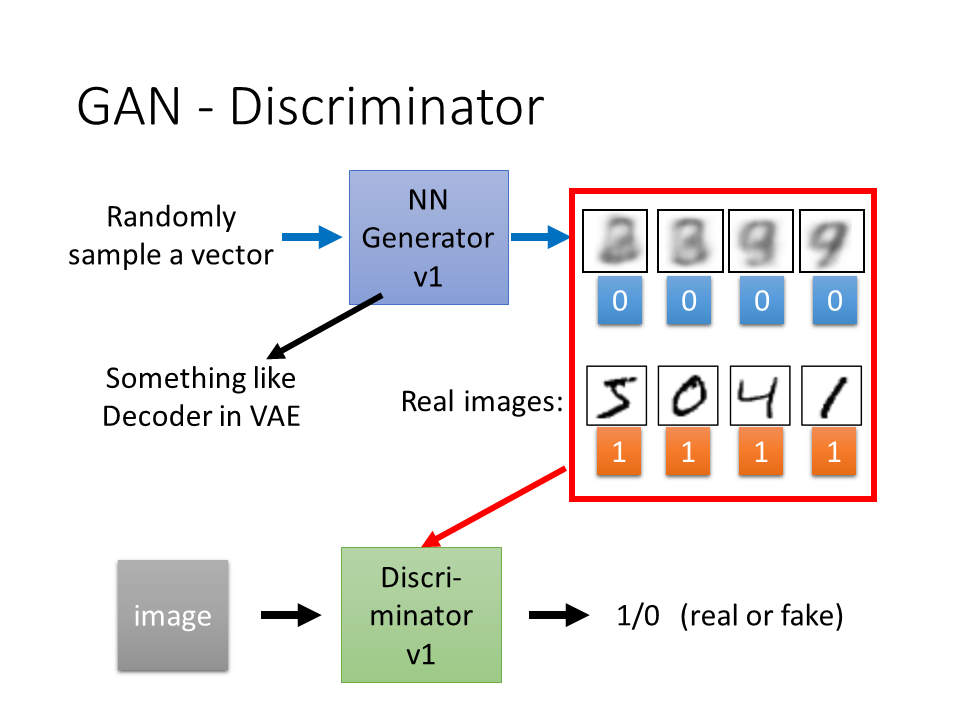 GAN - Discriminator
Randomly
sample a vector
NN
Generator
v1
0 0 0 0
Something like
Decoder in VAE
Real images:
5 0 4 1
1 1 1 1
image
Discri-
minator
v1
1/0 (real or fake)